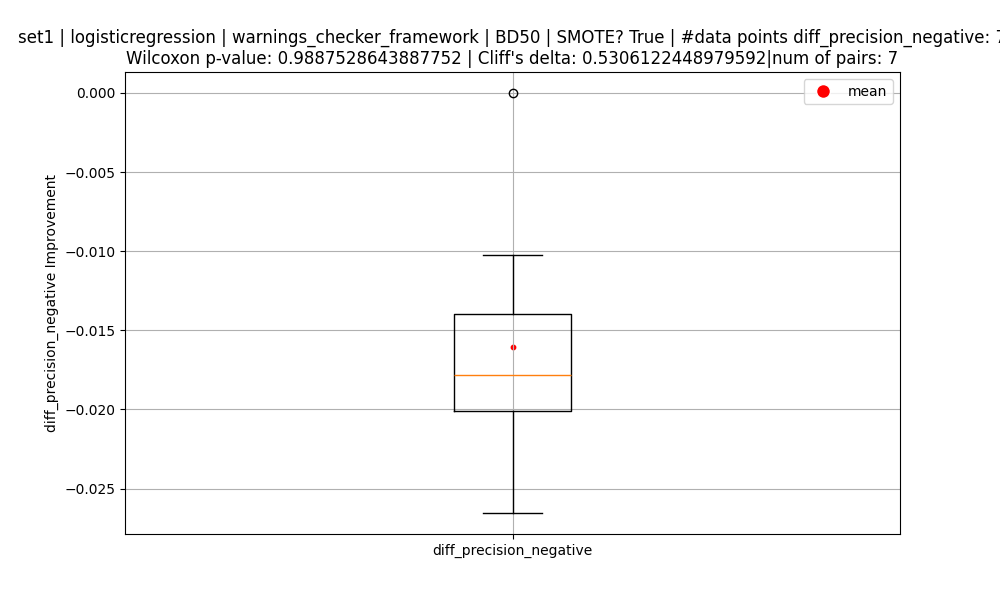 set1 | logisticregression | warnings_checker_framework | BD50 | SMOTE? True | #data points diff_precision_negative: 7
Wilcoxon p-value: 0.9887528643887752 | Cliff's delta: 0.5306122448979592|num of pairs: 7
mean
0.000
−0.005
−0.010
−0.015
−0.020
−0.025
diff_precision_negative Improvement
diff_precision_negative